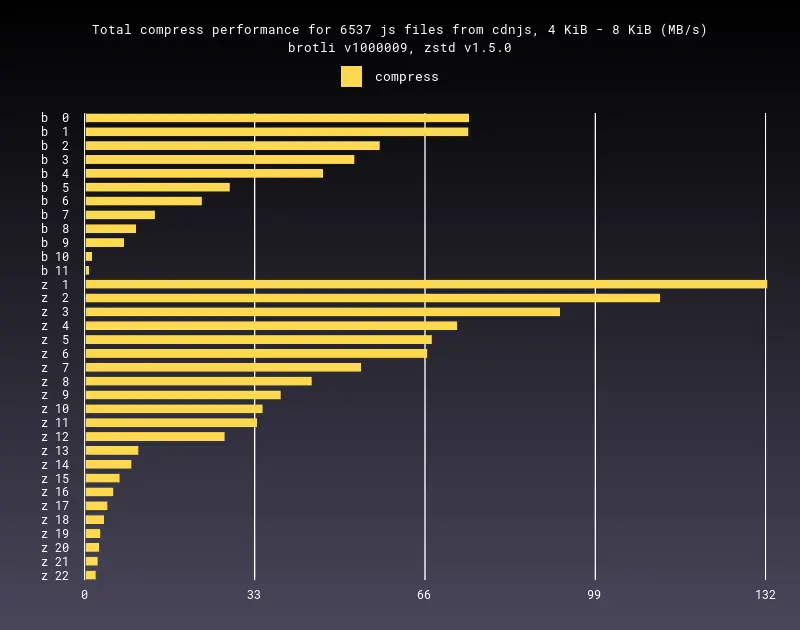 Total compress performance for 6537 js files from cdnjs, 4 KiB - 8 KiB (MB/s)
brotli v1000009, zstd v1.5.0
compress
b 0
b 1
b 2
b 3
b 4
b 5
b 6
b 7
b 8
b 9
b 10
b 11
z 1
z 2
z 3
z 4
z 5
z 6
z 7
z 8
z 9
z 10
z 11
z 12
z 13
z 14
z 15
z 16
z 17
z 18
z 19
z 20
z 21
z 22
0 33 66 99 132